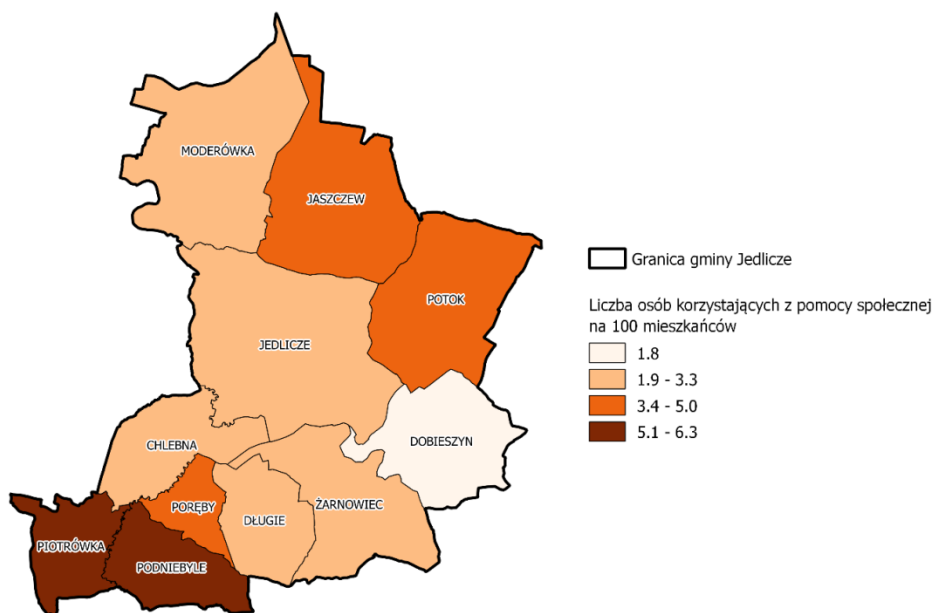 MODERÓWKA
JASZCZEW
POTOK
JEDLICZE
DOBIESZYN
CHLEBNA
PORĘBY
DŁUGIE
ŻARNOWIEC
PIOTRÓWKA
PODNIEBYLE
Granica gminy Jedlicze
Liczba osób korzystających z pomocy społecznej
na 100 mieszkańców
1.8
1.9 - 3.3
3.4 - 5.0
5.1 - 6.3